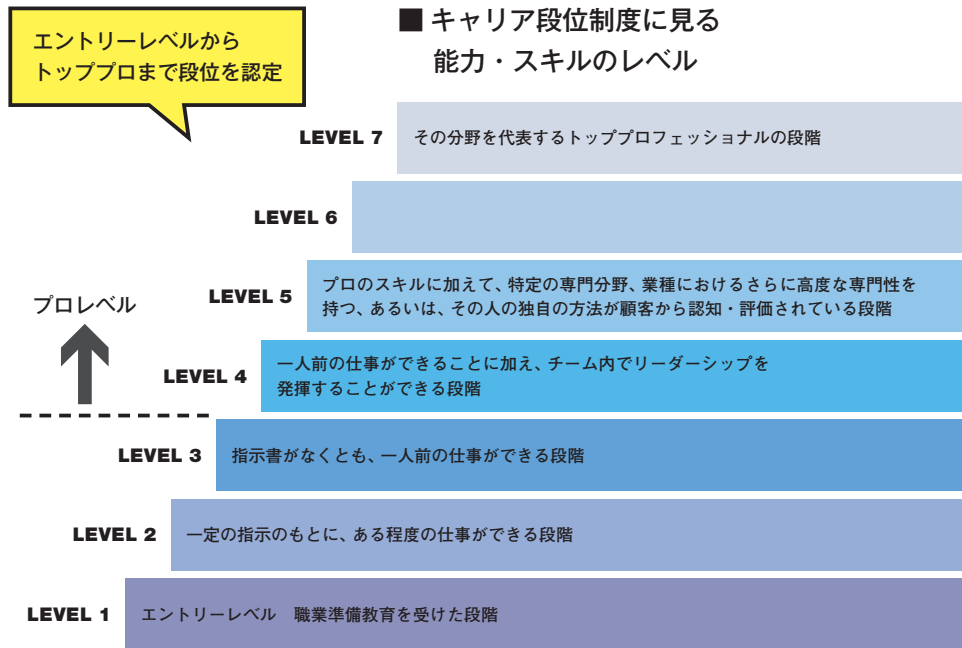 エントリーレベルから
トッププロまで段位を認定
■ キャリア段位制度に見る
能力・スキルのレベル
LEVEL 7 その分野を代表するトッププロフェッショナルの段階
LEVEL 6
LEVEL 5 プロのスキルに加えて、特定の専門分野、業種におけるさらに高度な専門性を
持つ、あるいは、その人の独自の方法が顧客から認知・評価されている段階
プロレベル
LEVEL 4 一人前の仕事ができることに加え、チーム内でリーダーシップを
発揮することができる段階
LEVEL 3 指示書がなくとも、一人前の仕事ができる段階
LEVEL 2 一定の指示のもとに、ある程度の仕事ができる段階
LEVEL 1 エントリーレベル　職業準備教育を受けた段階